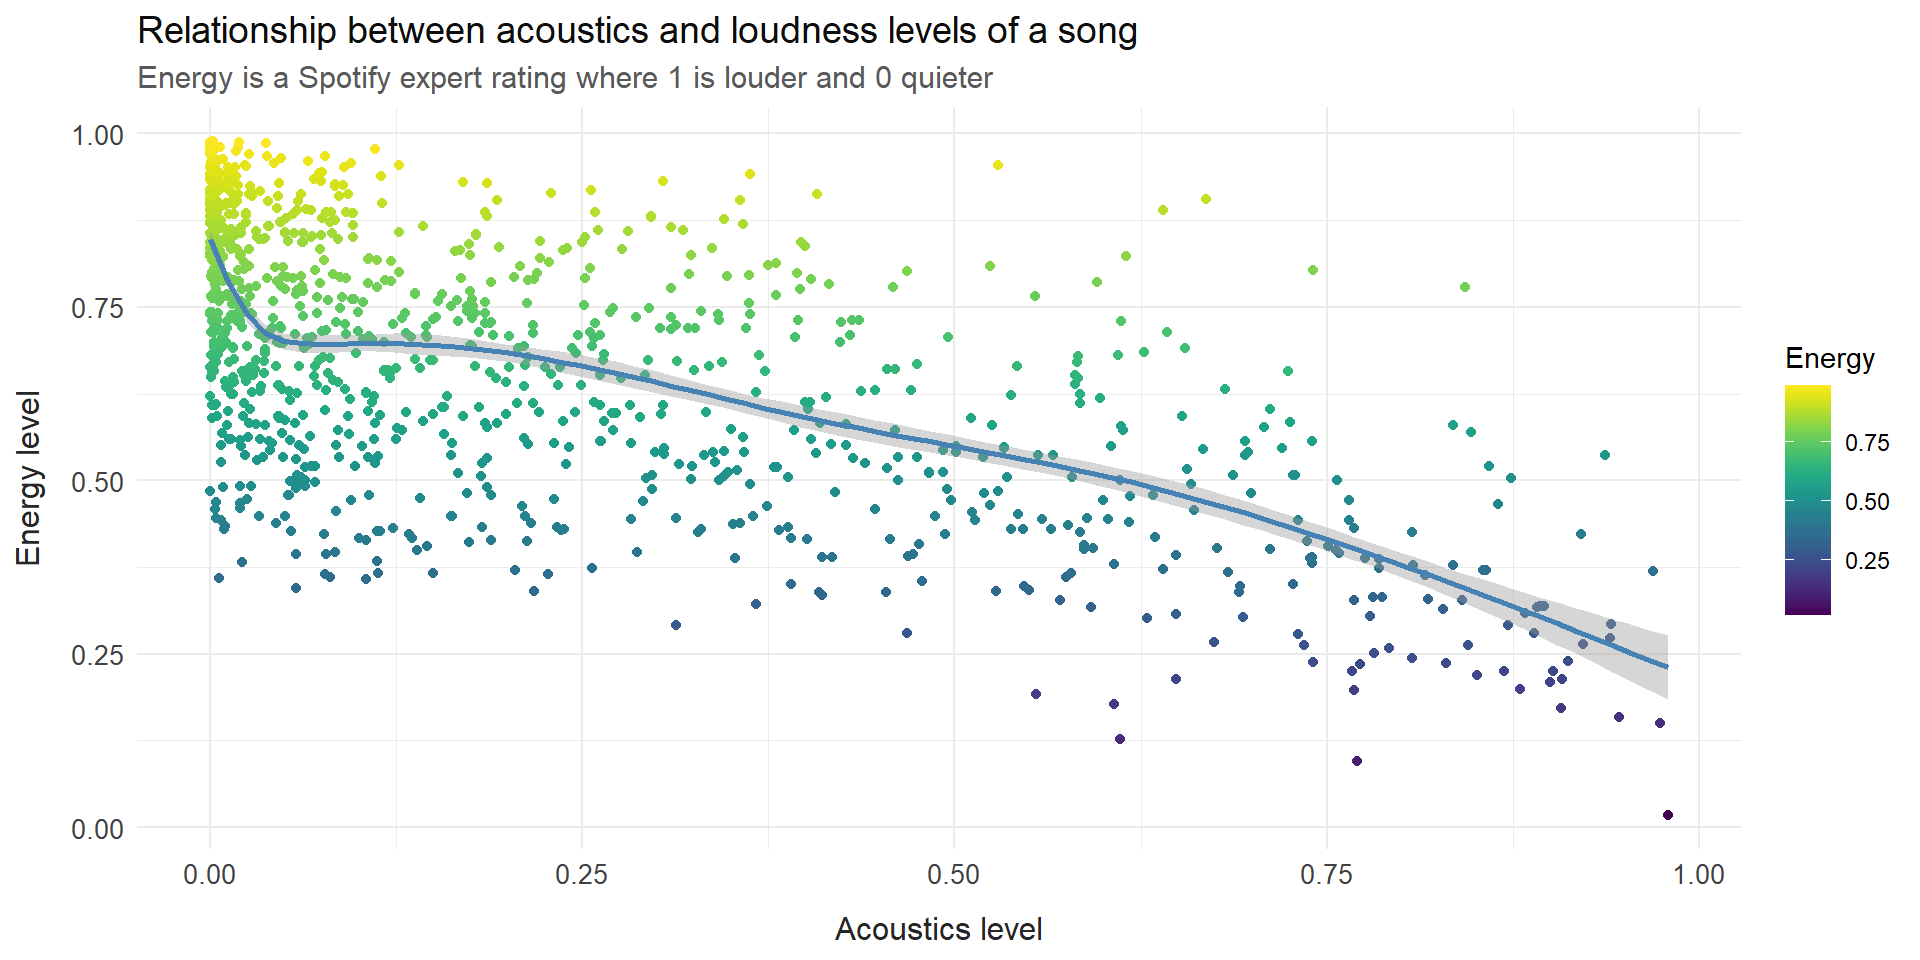 Relationship between acoustics and loudness levels of a song
Energy is a Spotify expert rating where 1 is louder and 0 quieter
Energy level
1.00
0.75
0.50
0.25
0.00
0.00
0.25
0.50
0.75
1.00
Acoustics level
Energy
0.75
0.50
0.25